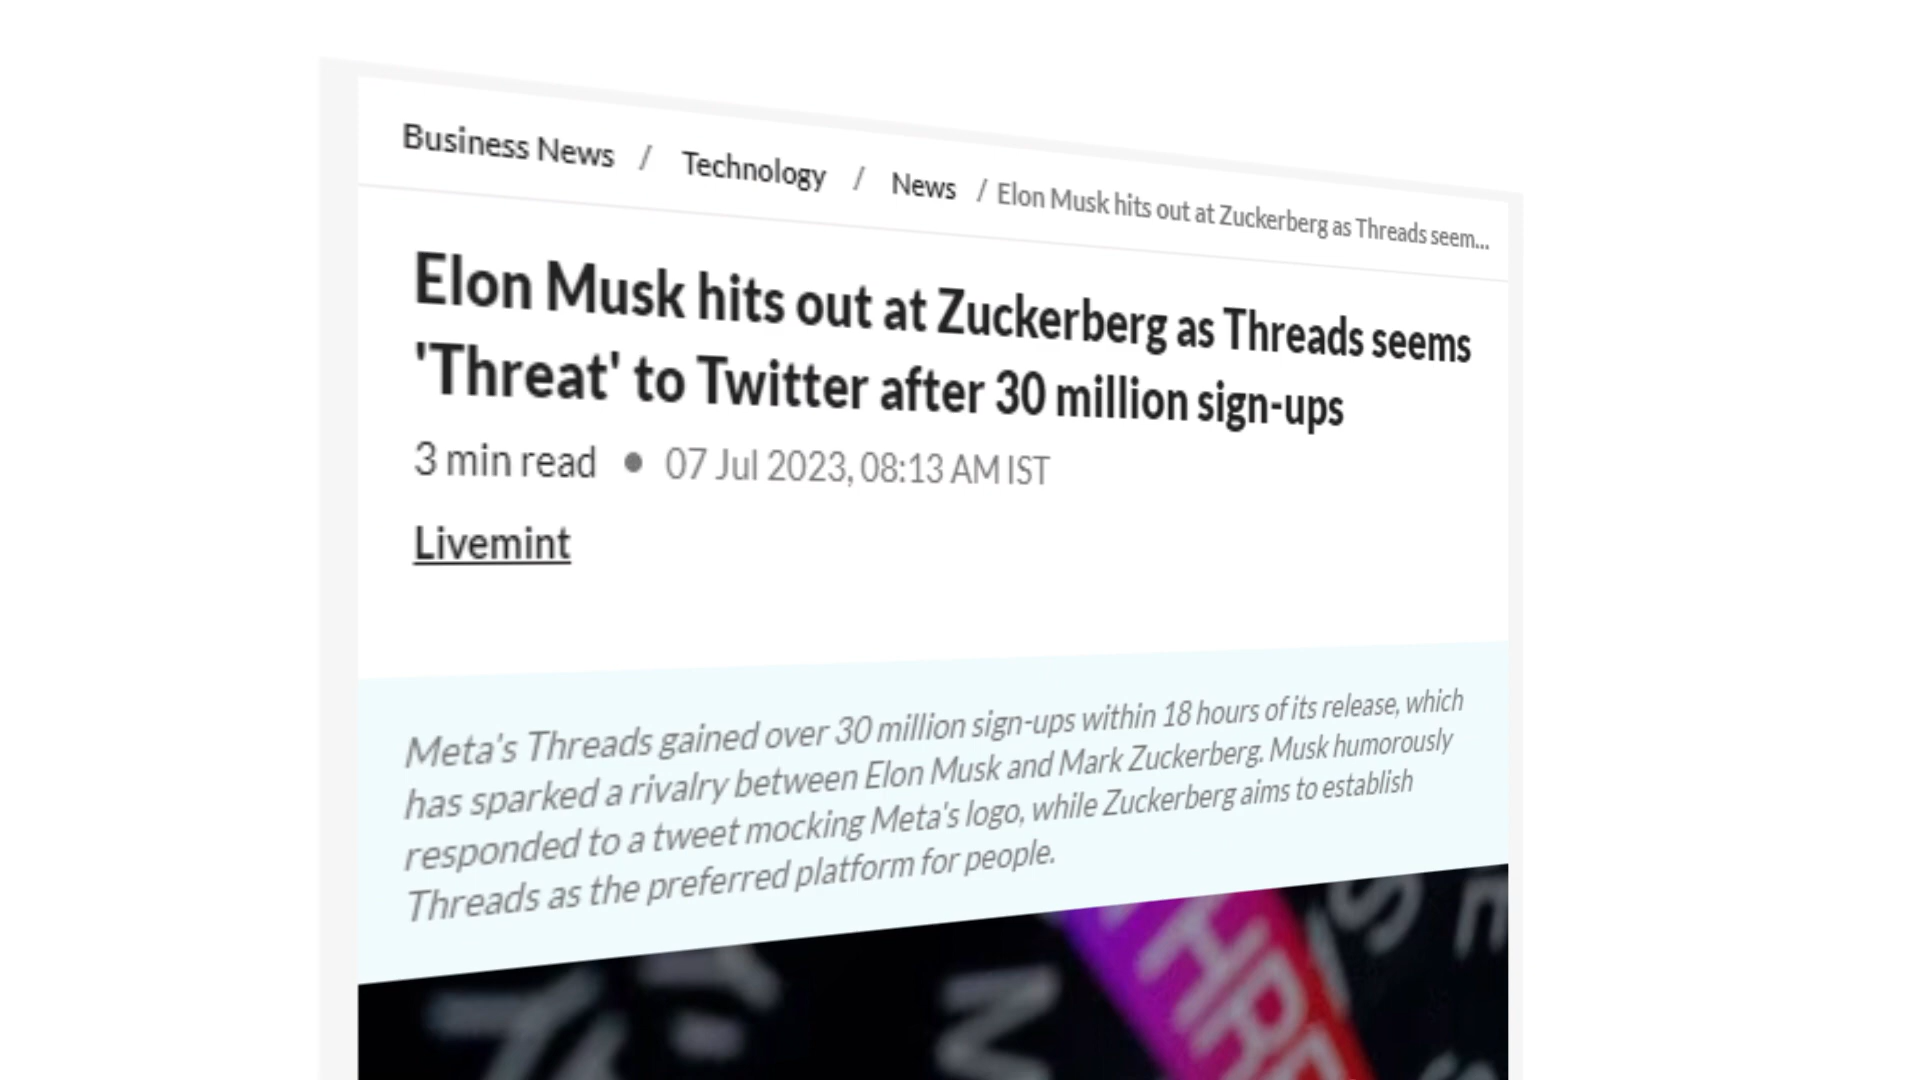 Business News / Technology / News / Elon Musk hits out at Zuckerberg as Threads seem...
Elon Musk hits out at Zuckerberg as Threads seems
'Threat' to Twitter after 30 million sign-ups
3 min read • 07 Jul 2023, 08:13 AM IST
Livemint
Meta's Threads gained over 30 million sign-ups within 18 hours of its release, which
has sparked a rivalry between Elon Musk and Mark Zuckerberg. Musk humorously
responded to a tweet mocking Meta's logo, while Zuckerberg aims to establish
Threads as the preferred platform for people.